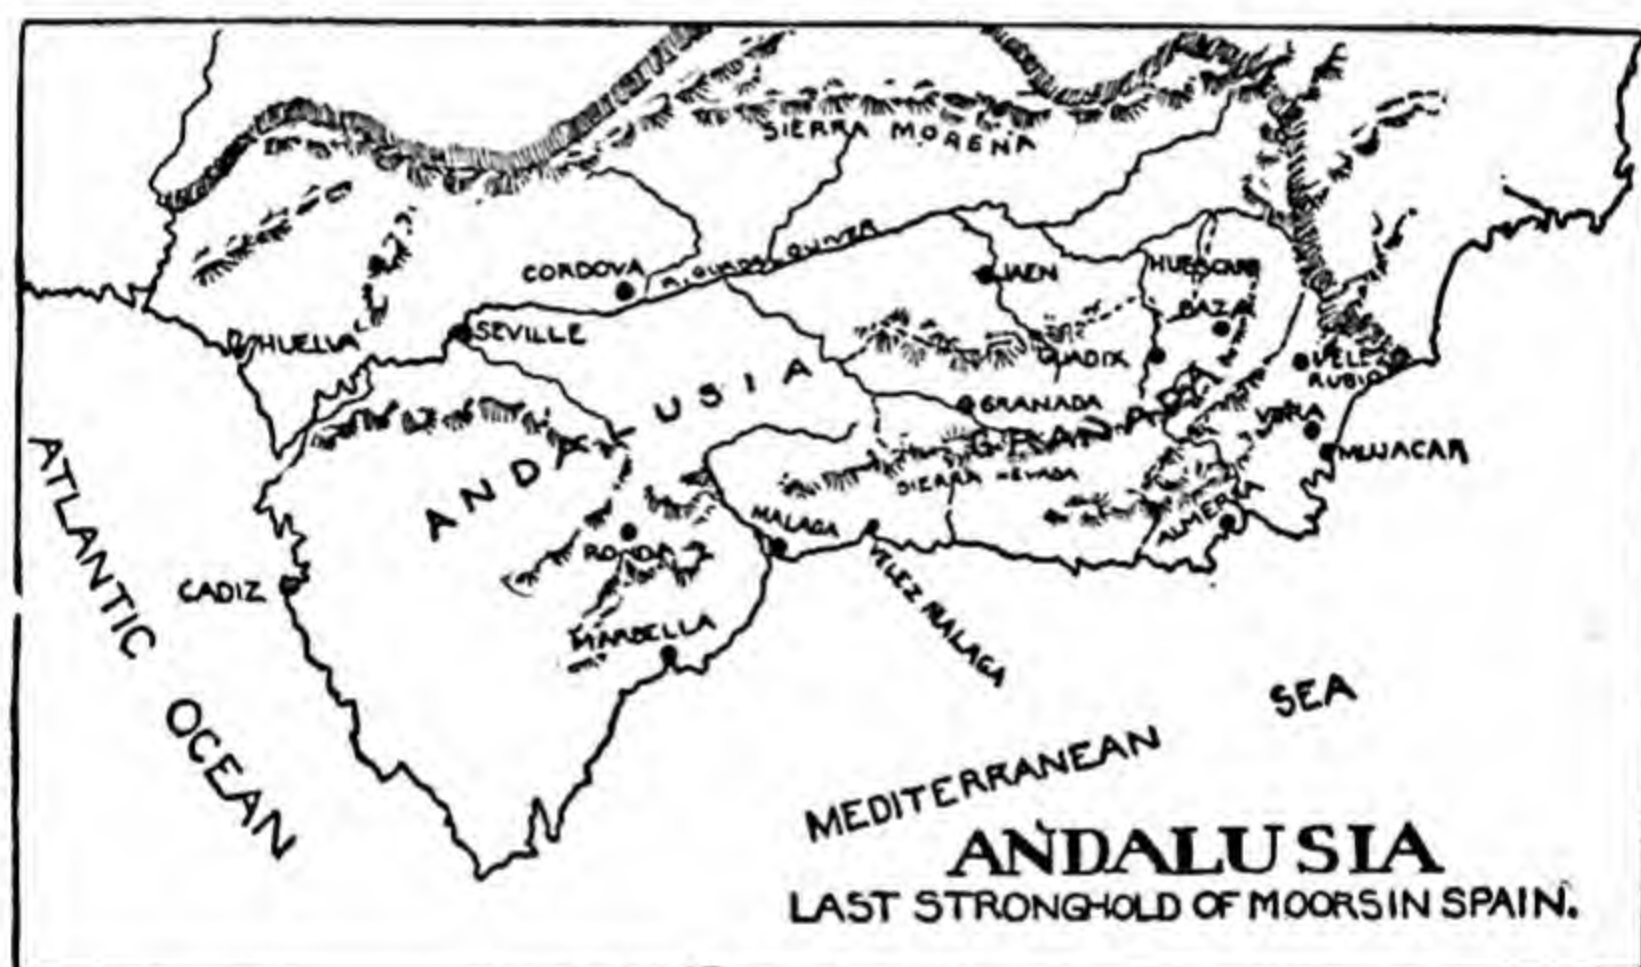 SIERRA MORENA
CORDOVA
R. GUADALQUIVER
JAEN
HUESCAR
BAZA
HUELVA
SEVILLE
GUADIX
VELEZ
RUBIO
ANDALUSIA
GRANADA
GRANADA
VERA
MUJACAR
SIERRA NEVADA
ATLANTIC
OCEAN
MALAGA
ALMERIA
RONDA
CADIZ
VELEZ MALAGA
MARBELLA
MEDITERRANEAN SEA
ANDALUSIA
LAST STRONGHOLD OF MOORS IN SPAIN.